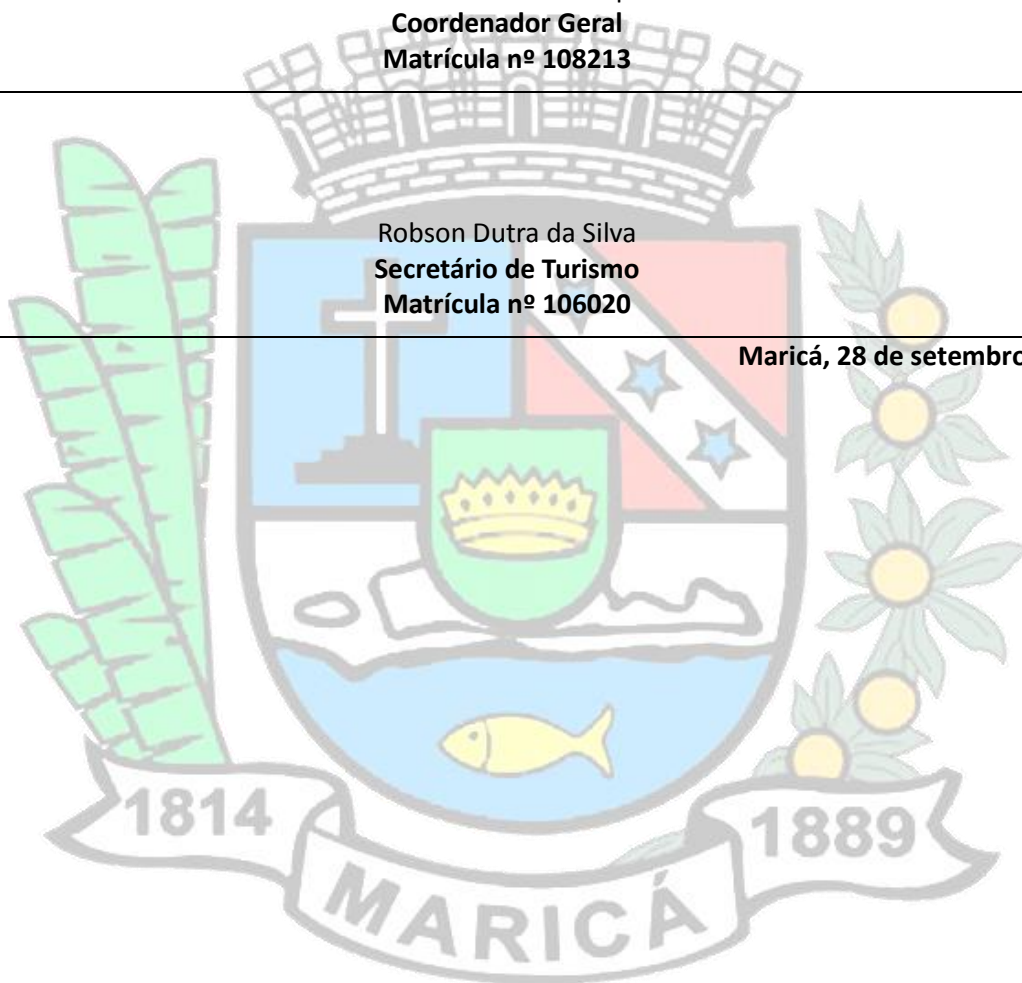 Coordenador Geral
Matrícula nº 108213
Robson Dutra da Silva
Secretário de Turismo
Matrícula nº 106020
Maricá, 28 de setembro
1814
1889
MARICÁ